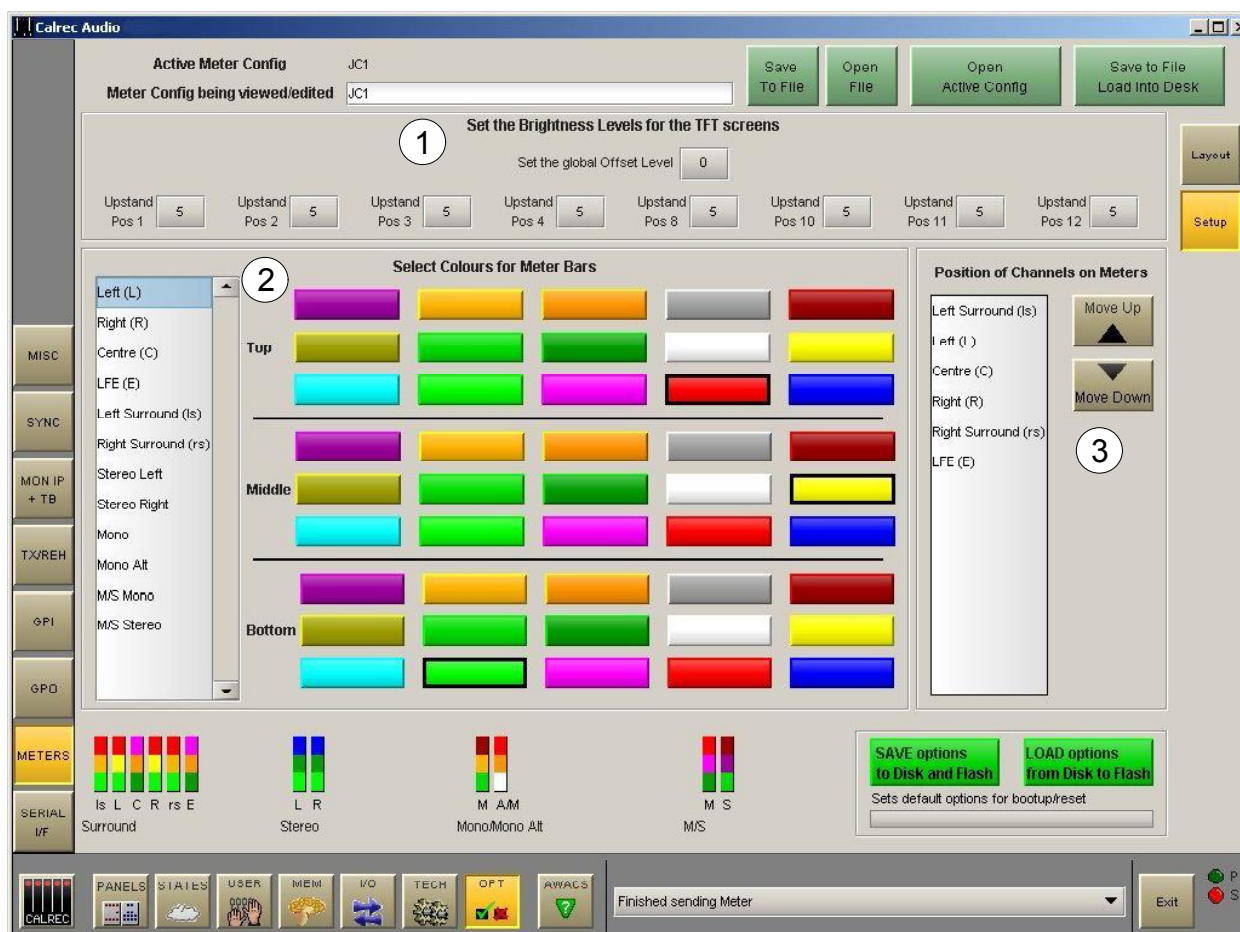 Calrec Audio
Active Meter Config JC1
Meter Config being viewed/edited JC1
Save To File
Open File
Open Active Config
Save to File Load Into Desk
1
Set the Brightness Levels for the TFT screens
Set the global Offset Level 0
Upstand Pos 1 5
Upstand Pos 2 5
Upstand Pos 3 5
Upstand Pos 4 5
Upstand Pos 8 5
Upstand Pos 10 5
Upstand Pos 11 5
Upstand Pos 12 5
Layout
Setup
2
Select Colours for Meter Bars
Left (L)
Right (R)
Centre (C)
LFE (E)
Left Surround (ls)
Right Surround (rs)
Stereo Left
Stereo Right
Mono
Mono Alt
M/S Mono
M/S Stereo
Top
Middle
Bottom
Position of Channels on Meters
Left Surround (ls)
Left (L)
Centre (C)
Right (R)
Right Surround (rs)
LFE (E)
Move Up
Move Down
3
MISC
SYNC
MON IP + TB
TX/REH
GPI
GPO
METERS
SERIAL I/F
ls L C R rs E
Surround
L R
Stereo
M A/M
Mono/Mono Alt
M S
M/S
SAVE options to Disk and Flash
LOAD options from Disk to Flash
Sets default options for bootup/reset
CALREC
PANELS
STATES
USER
MEM
I/O
TECH
OPT
AWACS
Finished sending Meter
Exit
P
S